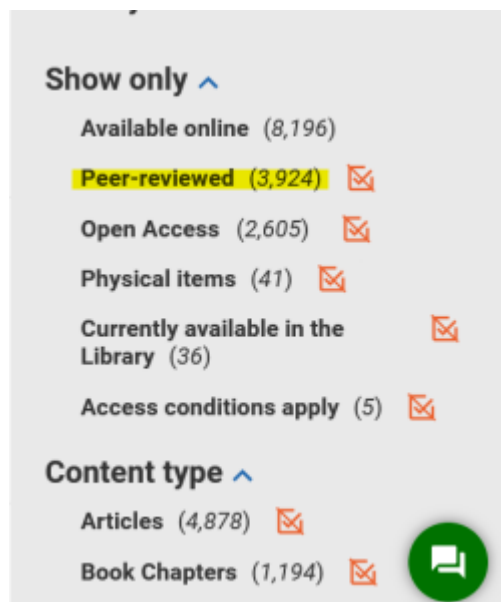 Show only
Available online (8,196)
Peer-reviewed (3,924)
Open Access (2,605)
Physical items (41)
Currently available in the
Library (36)
Access conditions apply (5)
Content type
Articles (4,878)
Book Chapters (1,194)